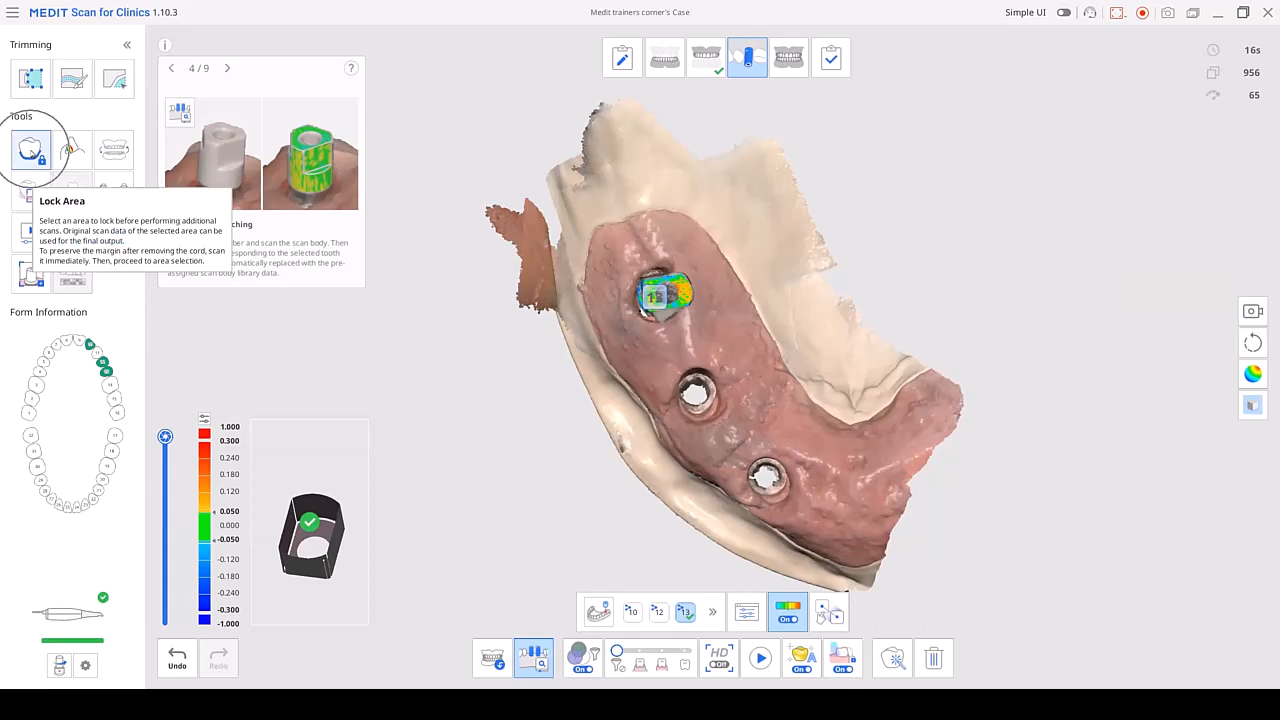 MEDIT Scan for Clinics 1.10.3
Medit trainers corner's Case
Simple UI
Trimming
4 / 9
?
16s
956
65
Tools
Lock Area
Select an area to lock before performing additional
scans. Original scan data of the selected area can be
used for the final output.
To preserve the margin after removing the cord, scan
it immediately. Then, proceed to area selection.
ching
ber and scan the scan body. Then
esponding to the selected tooth
omatically replaced with the pre-
assigned scan body library data.
Form Information
1.000
0.300
0.240
0.180
0.120
0.050
0.000
-0.050
-0.120
-0.180
-0.240
-0.300
-1.000
10
12
13
On
Undo
Redo
On
HD
Off
A
On
On